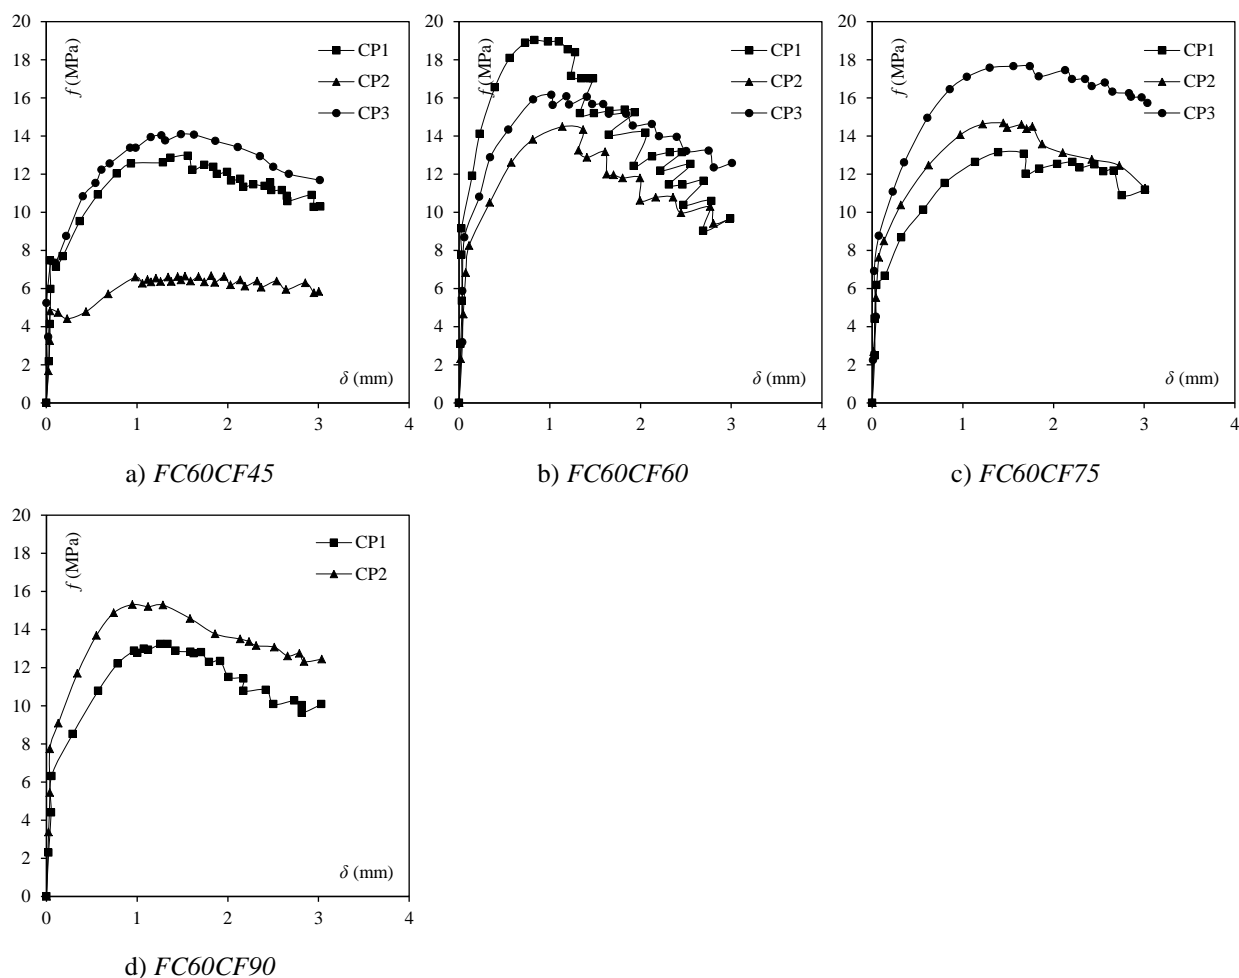 20
18
16
14
12
10
8
6
4
2
0
0 1 2 3 4
f (MPa)
δ (mm)
CP1
CP2
CP3
a) FC60CF45
20
18
16
14
12
10
8
6
4
2
0
0 1 2 3 4
f (MPa)
δ (mm)
CP1
CP2
CP3
b) FC60CF60
20
18
16
14
12
10
8
6
4
2
0
0 1 2 3 4
f (MPa)
δ (mm)
CP1
CP2
CP3
c) FC60CF75
20
18
16
14
12
10
8
6
4
2
0
0 1 2 3 4
f (MPa)
δ (mm)
CP1
CP2
d) FC60CF90